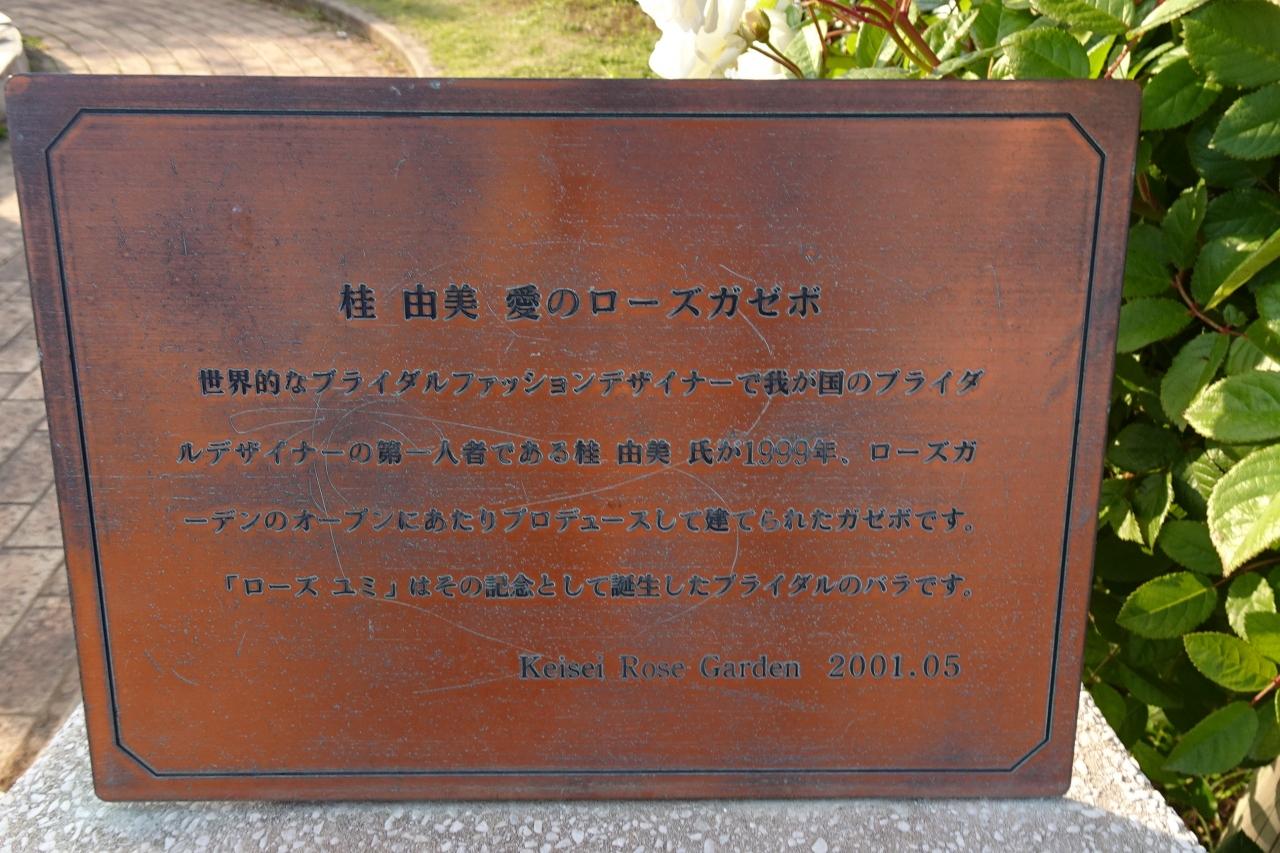 桂 由美 愛のローズガゼボ
世界的なブライダルファッションデザイナーで我が国のブライダ
ルデザイナーの第一人者である桂 由美 氏が1999年、ローズガ
ーデンのオープンにあたりプロデュースして建てられたガゼボです。
「ローズ ユミ」はその記念として誕生したブライダルのバラです。
Keisei Rose Garden 2001.05